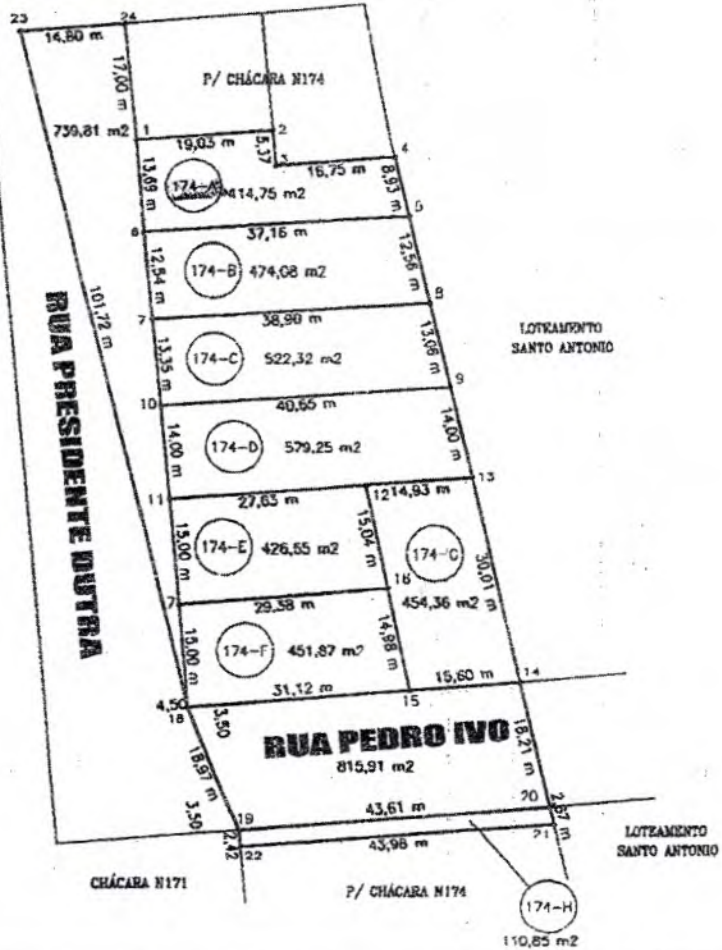 23
24
14,80 m
17,00 m
P/ CHÁCARA N174
739,81 m2
1
19,03 m
2
5,37
3
16,75 m
4
8,93 m
13,69 m
174-A
414,75 m2
5
6
37,16 m
12,54 m
174-B
474,08 m2
12,56 m
8
7
38,90 m
101,72 m
13,35 m
174-C
522,32 m2
13,06 m
LOTEAMENTO
SANTO ANTONIO
9
10
40,65 m
RUA PRESIDENTE DUTRA
14,00 m
174-D
579,25 m2
14,00 m
13
11
27,63 m
12
14,93 m
15,00 m
174-E
426,55 m2
15,04 m
174-G
30,01 m
16
454,36 m2
29,38 m
15,00 m
174-F
451,87 m2
14,98 m
31,12 m
15
15,60 m
14
4,50
18
3,50
RUA PEDRO IVO
815,91 m2
18,97 m
18,21 m
3,50
19
43,61 m
20
2,67 m
2,42
22
43,98 m
21
LOTEAMENTO
SANTO ANTONIO
CHÁCARA N171
P/ CHÁCARA N174
174-H
110,85 m2